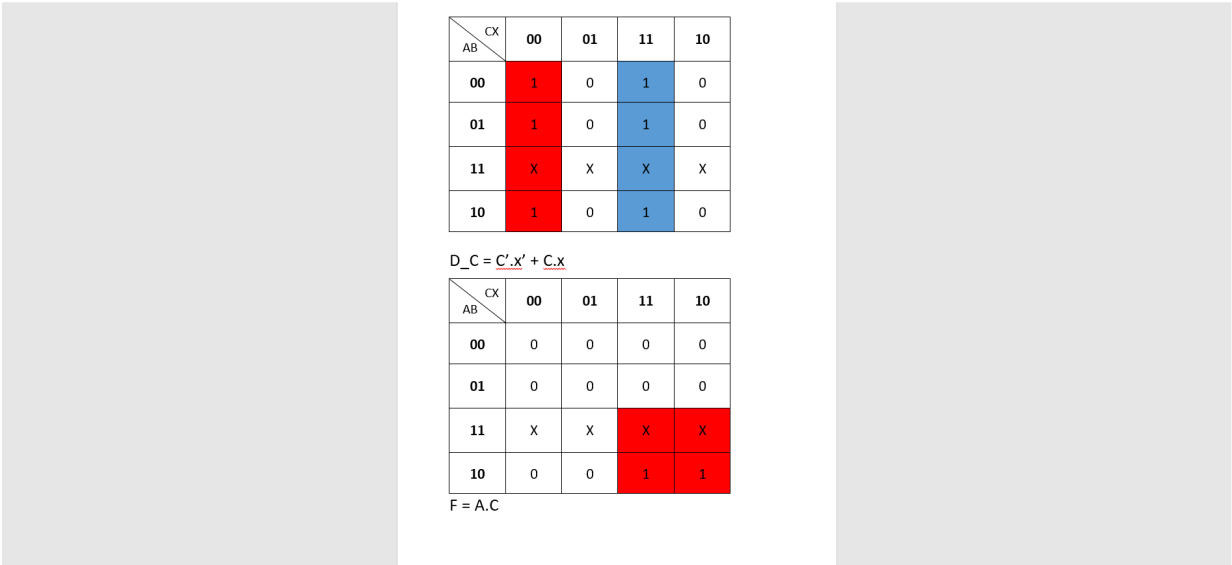 CX
AB
00 01 11 10
00 1 0 1 0
01 1 0 1 0
11 X X X X
10 1 0 1 0
D_C = C’.x’ + C.x
CX
AB
00 01 11 10
00 0 0 0 0
01 0 0 0 0
11 X X X X
10 0 0 1 1
F = A.C